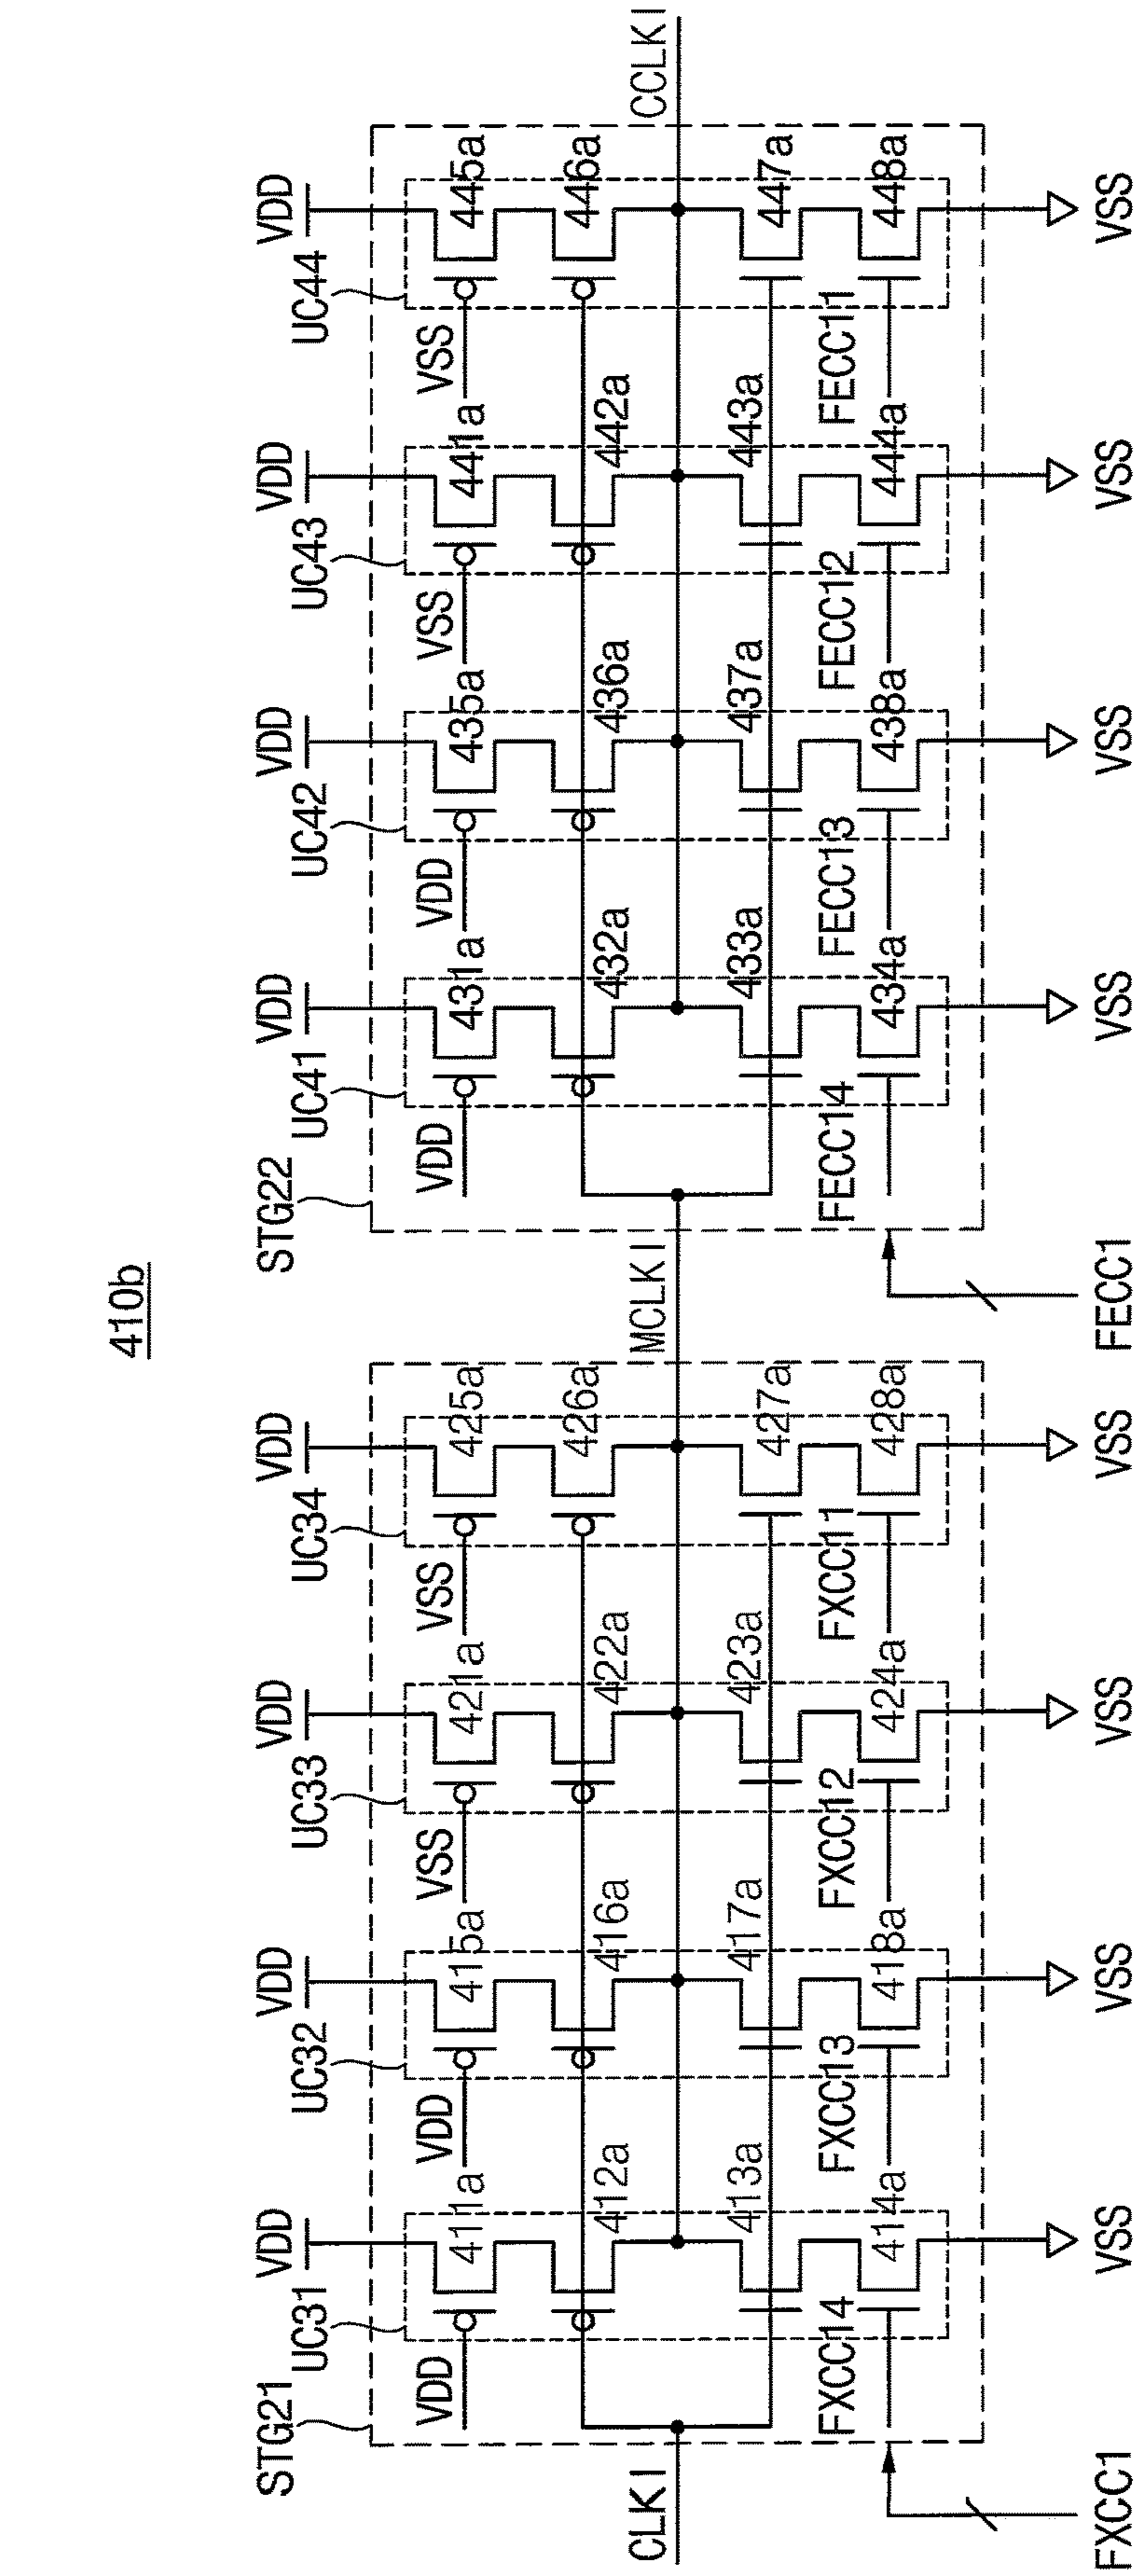 410b
STG21
STG22
UC31
UC32
UC33
UC34
UC41
UC42
UC43
UC44
VDD
VDD
VDD
VDD
VDD
VDD
VDD
VDD
VDD
411a
VDD
415a
VSS
421a
VSS
425a
VDD
431a
VDD
435a
VSS
441a
VSS
445a
412a
416a
422a
426a
432a
436a
442a
446a
CLKI
MCLKI
CCLKI
413a
417a
423a
427a
433a
437a
443a
447a
FXCC14
FXCC13
FXCC12
FXCC11
FECC14
FECC13
FECC12
FECC11
414a
418a
424a
428a
434a
438a
444a
448a
FXCC1
VSS
VSS
VSS
VSS
FECC1
VSS
VSS
VSS
VSS